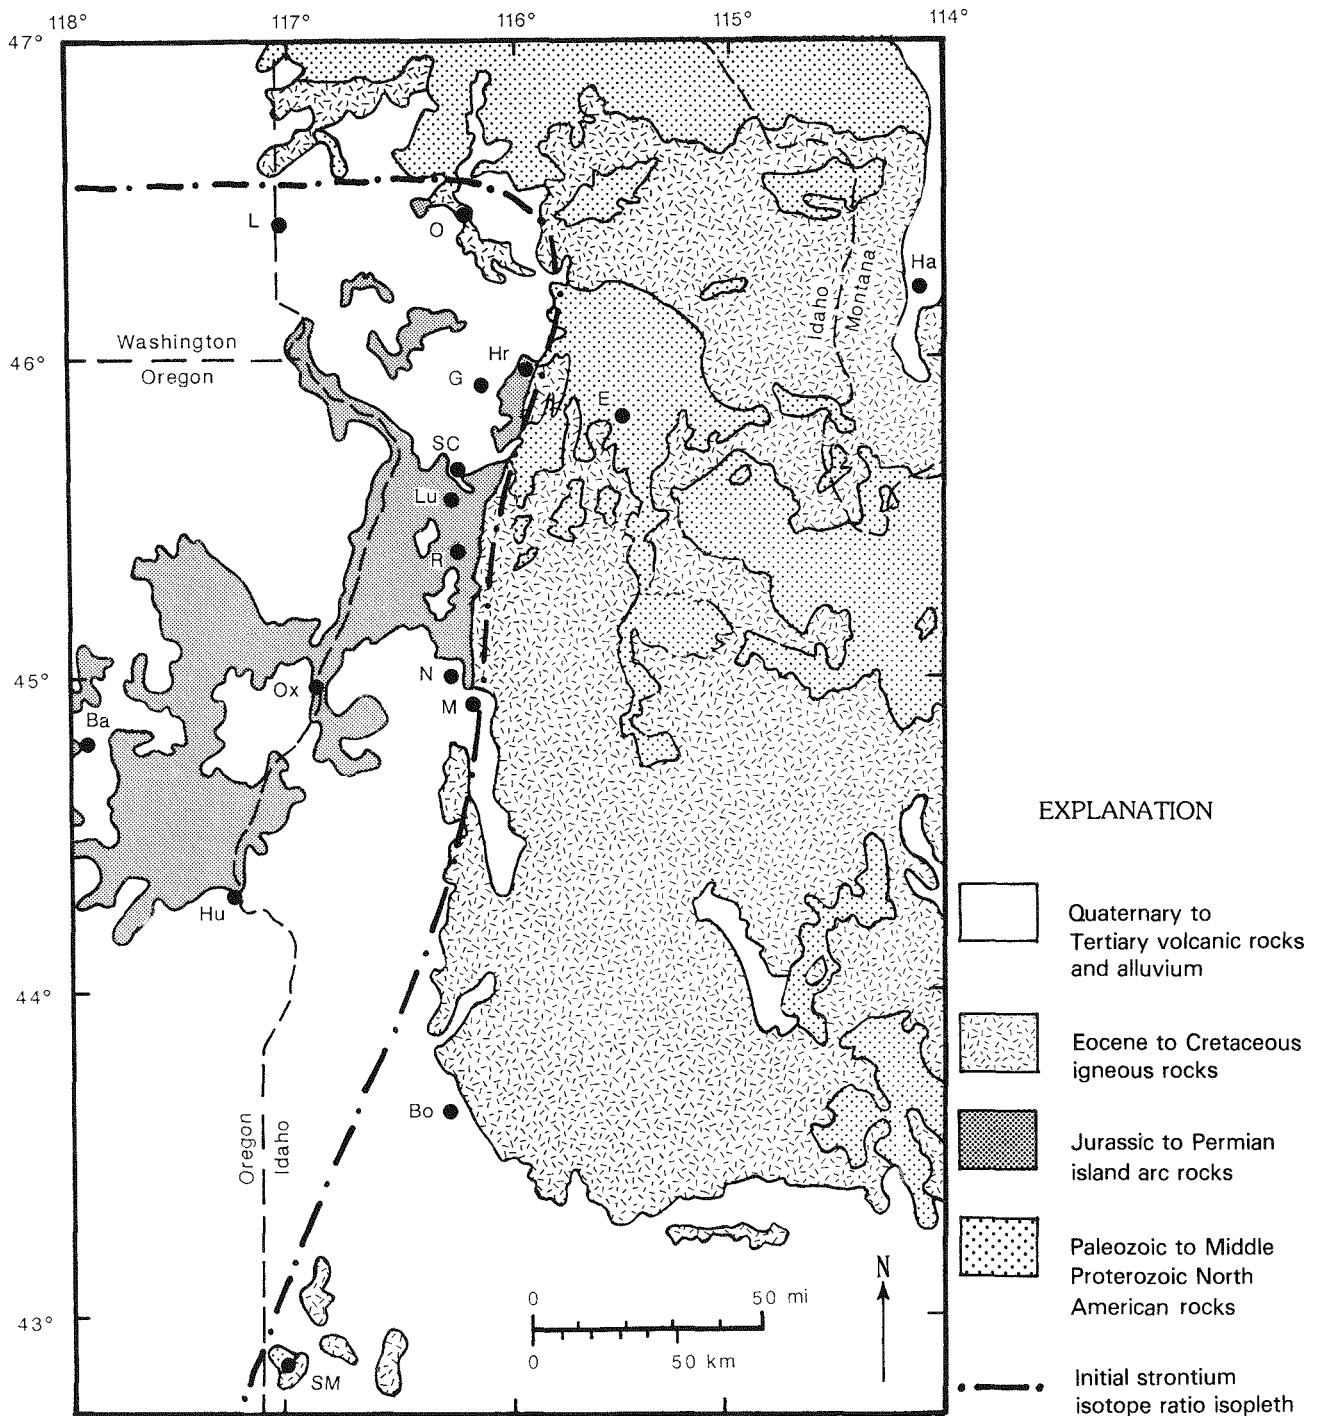 118°
117°
116°
115°
114°
47°
L
O
Ha
Idaho
Montana
Washington
Oregon
46°
Hr
G
E
SC
Lu
R
45°
Ox
N
M
Ba
Hu
44°
Bo
Oregon
Idaho
43°
SM
0 50 mi
0 50 km
N
EXPLANATION
Quaternary to
Tertiary volcanic rocks
and alluvium
Eocene to Cretaceous
igneous rocks
Jurassic to Permian
island arc rocks
Paleozoic to Middle
Proterozoic North
American rocks
Initial strontium
isotope ratio isopleth